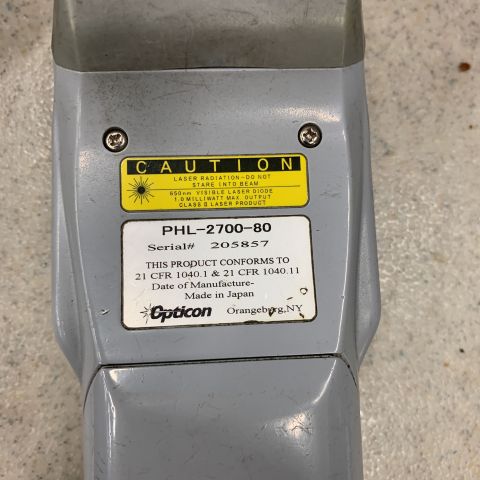 CAUTION
LASER RADIATION-DO NOT
STARE INTO BEAM
650nm VISIBLE LASER DIODE
1.0 MILLIWATT MAX. OUTPUT
CLASS II LASER PRODUCT
PHL-2700-80
Serial# 205857
THIS PRODUCT CONFORMS TO
21 CFR 1040.1 & 21 CFR 1040.11
Date of Manufacture-
Made in Japan
Opticon Orangeburg,NY